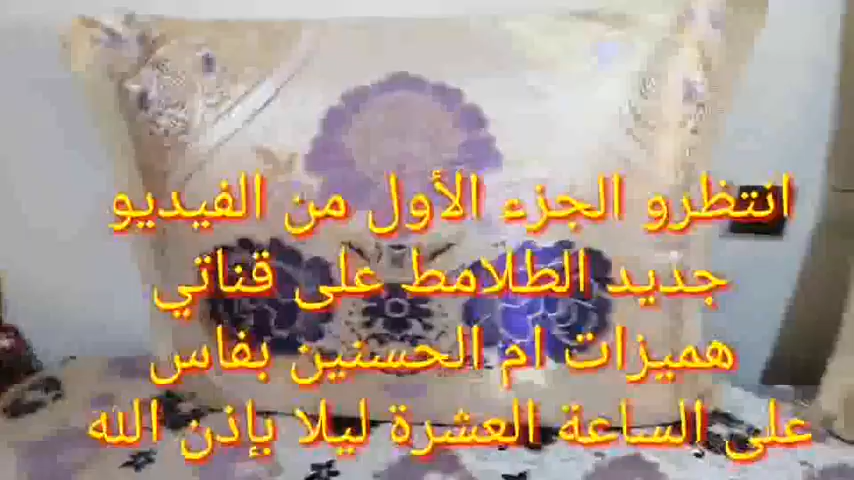 انتظرو الجزء الأول من الفيديو
جديد الطلامط على قناتي
هميزات ام الحسنين بفاس
على الساعة العشرة ليلا بإذن الله